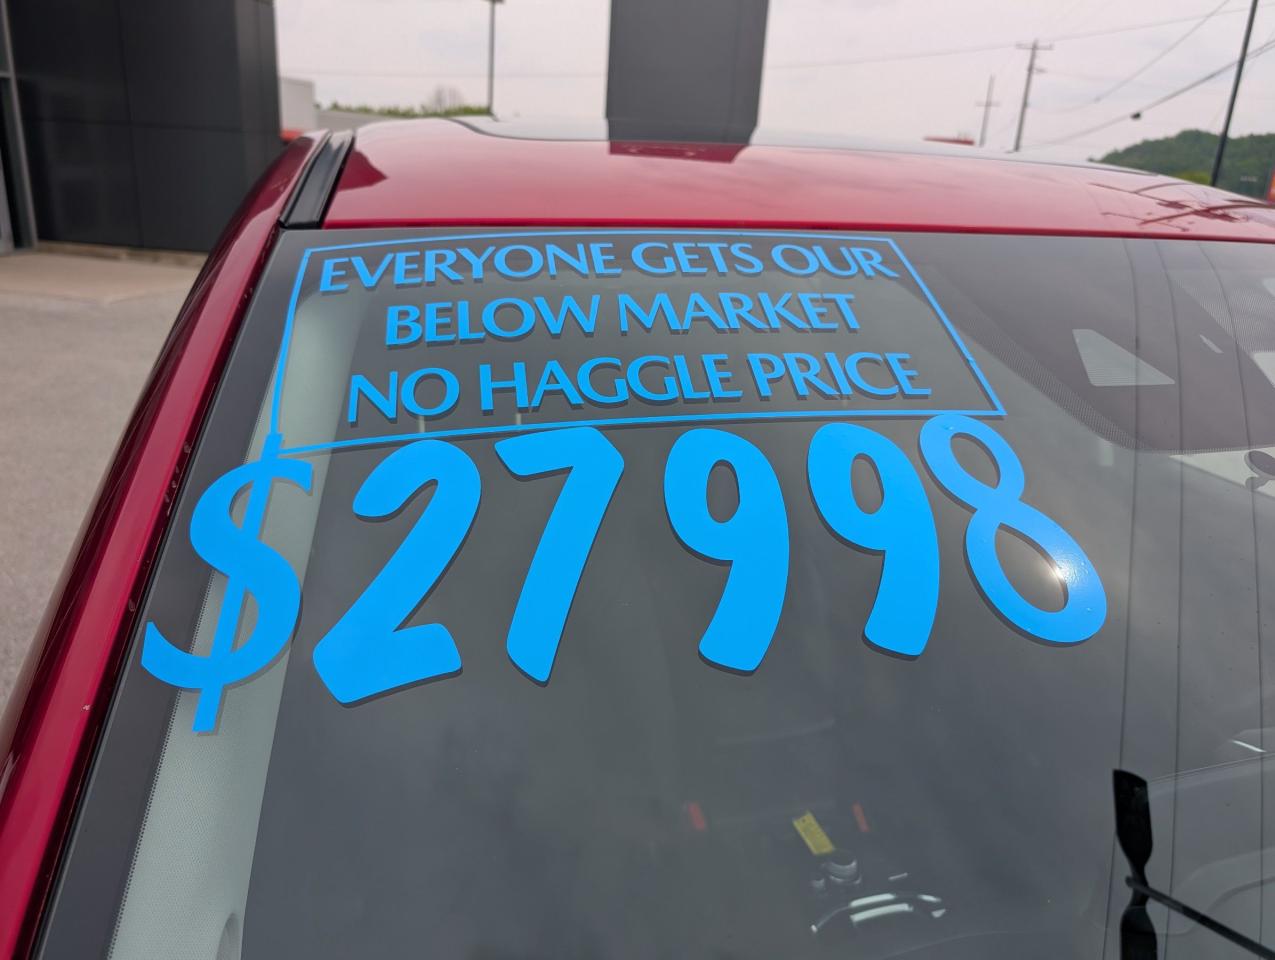 EVERYONE GETS OUR
BELOW MARKET
NO HAGGLE PRICE
$27998